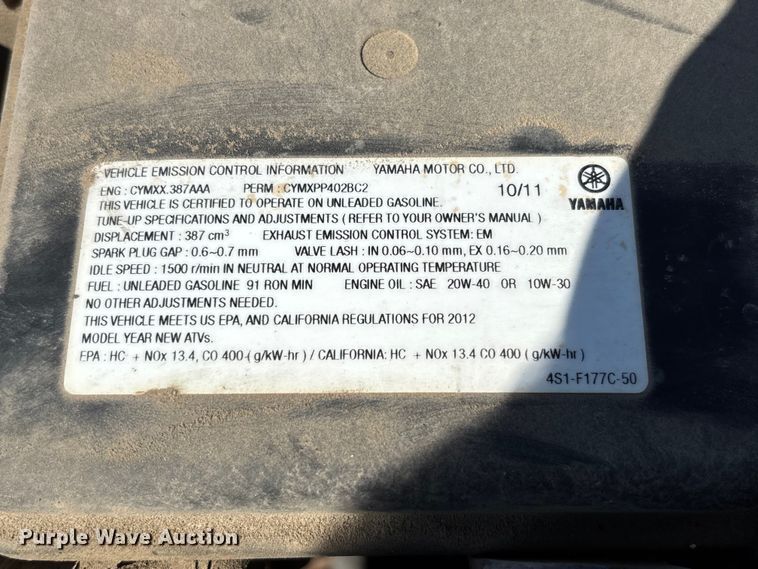 VEHICLE EMISSION CONTROL INFORMATION YAMAHA MOTOR CO., LTD.
ENG : CYMXX.387AAA PERM : CYMXPP402BC2 10/11
YAMAHA
THIS VEHICLE IS CERTIFIED TO OPERATE ON UNLEADED GASOLINE.
TUNE-UP SPECIFICATIONS AND ADJUSTMENTS ( REFER TO YOUR OWNER'S MANUAL )
DISPLACEMENT : 387 cm³ EXHAUST EMISSION CONTROL SYSTEM: EM
SPARK PLUG GAP : 0.6~0.7 mm VALVE LASH : IN 0.06~0.10 mm, EX 0.16~0.20 mm
IDLE SPEED : 1500 r/min IN NEUTRAL AT NORMAL OPERATING TEMPERATURE
FUEL : UNLEADED GASOLINE 91 RON MIN ENGINE OIL : SAE 20W-40 OR 10W-30
NO OTHER ADJUSTMENTS NEEDED.
THIS VEHICLE MEETS US EPA, AND CALIFORNIA REGULATIONS FOR 2012
MODEL YEAR NEW ATVs.
EPA : HC + NOx 13.4, CO 400 ( g/kW-hr ) / CALIFORNIA: HC + NOx 13.4 CO 400 ( g/kW-hr )
4S1-F177C-50
Purple Wave Auction